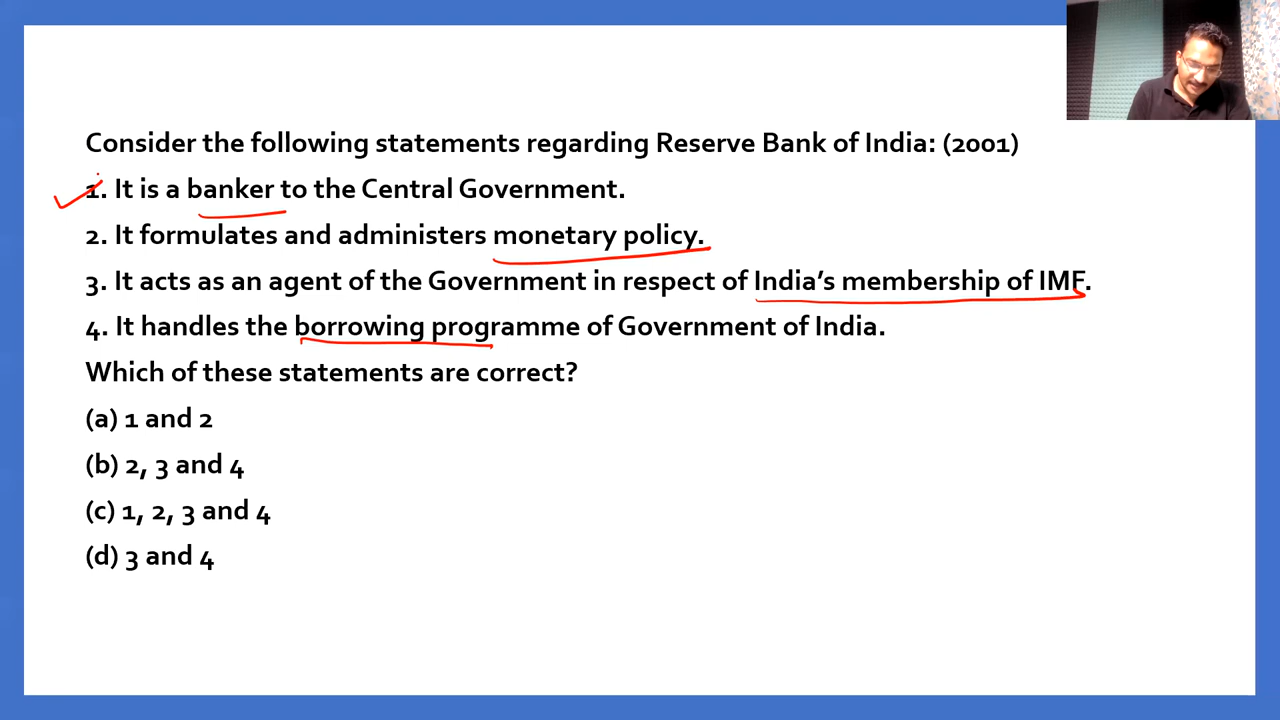 Consider the following statements regarding Reserve Bank of India: (2001)
1. It is a banker to the Central Government.
2. It formulates and administers monetary policy.
3. It acts as an agent of the Government in respect of India’s membership of IMF.
4. It handles the borrowing programme of Government of India.
Which of these statements are correct?
(a) 1 and 2
(b) 2, 3 and 4
(c) 1, 2, 3 and 4
(d) 3 and 4